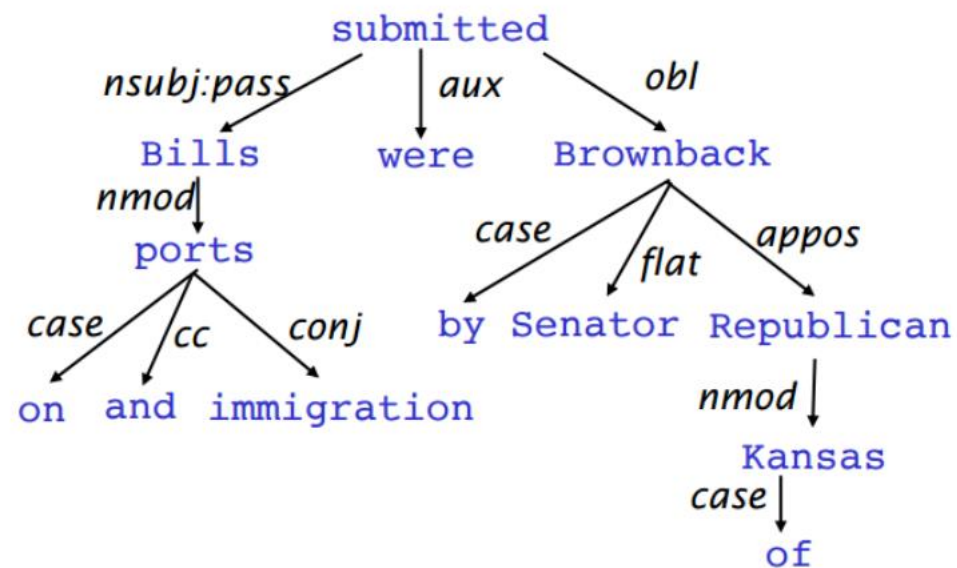 submitted
nsubj:pass aux obl
Bills were Brownback
nmod
ports
case flat appos
by Senator Republican
case cc conj
on and immigration
nmod
Kansas
case
of